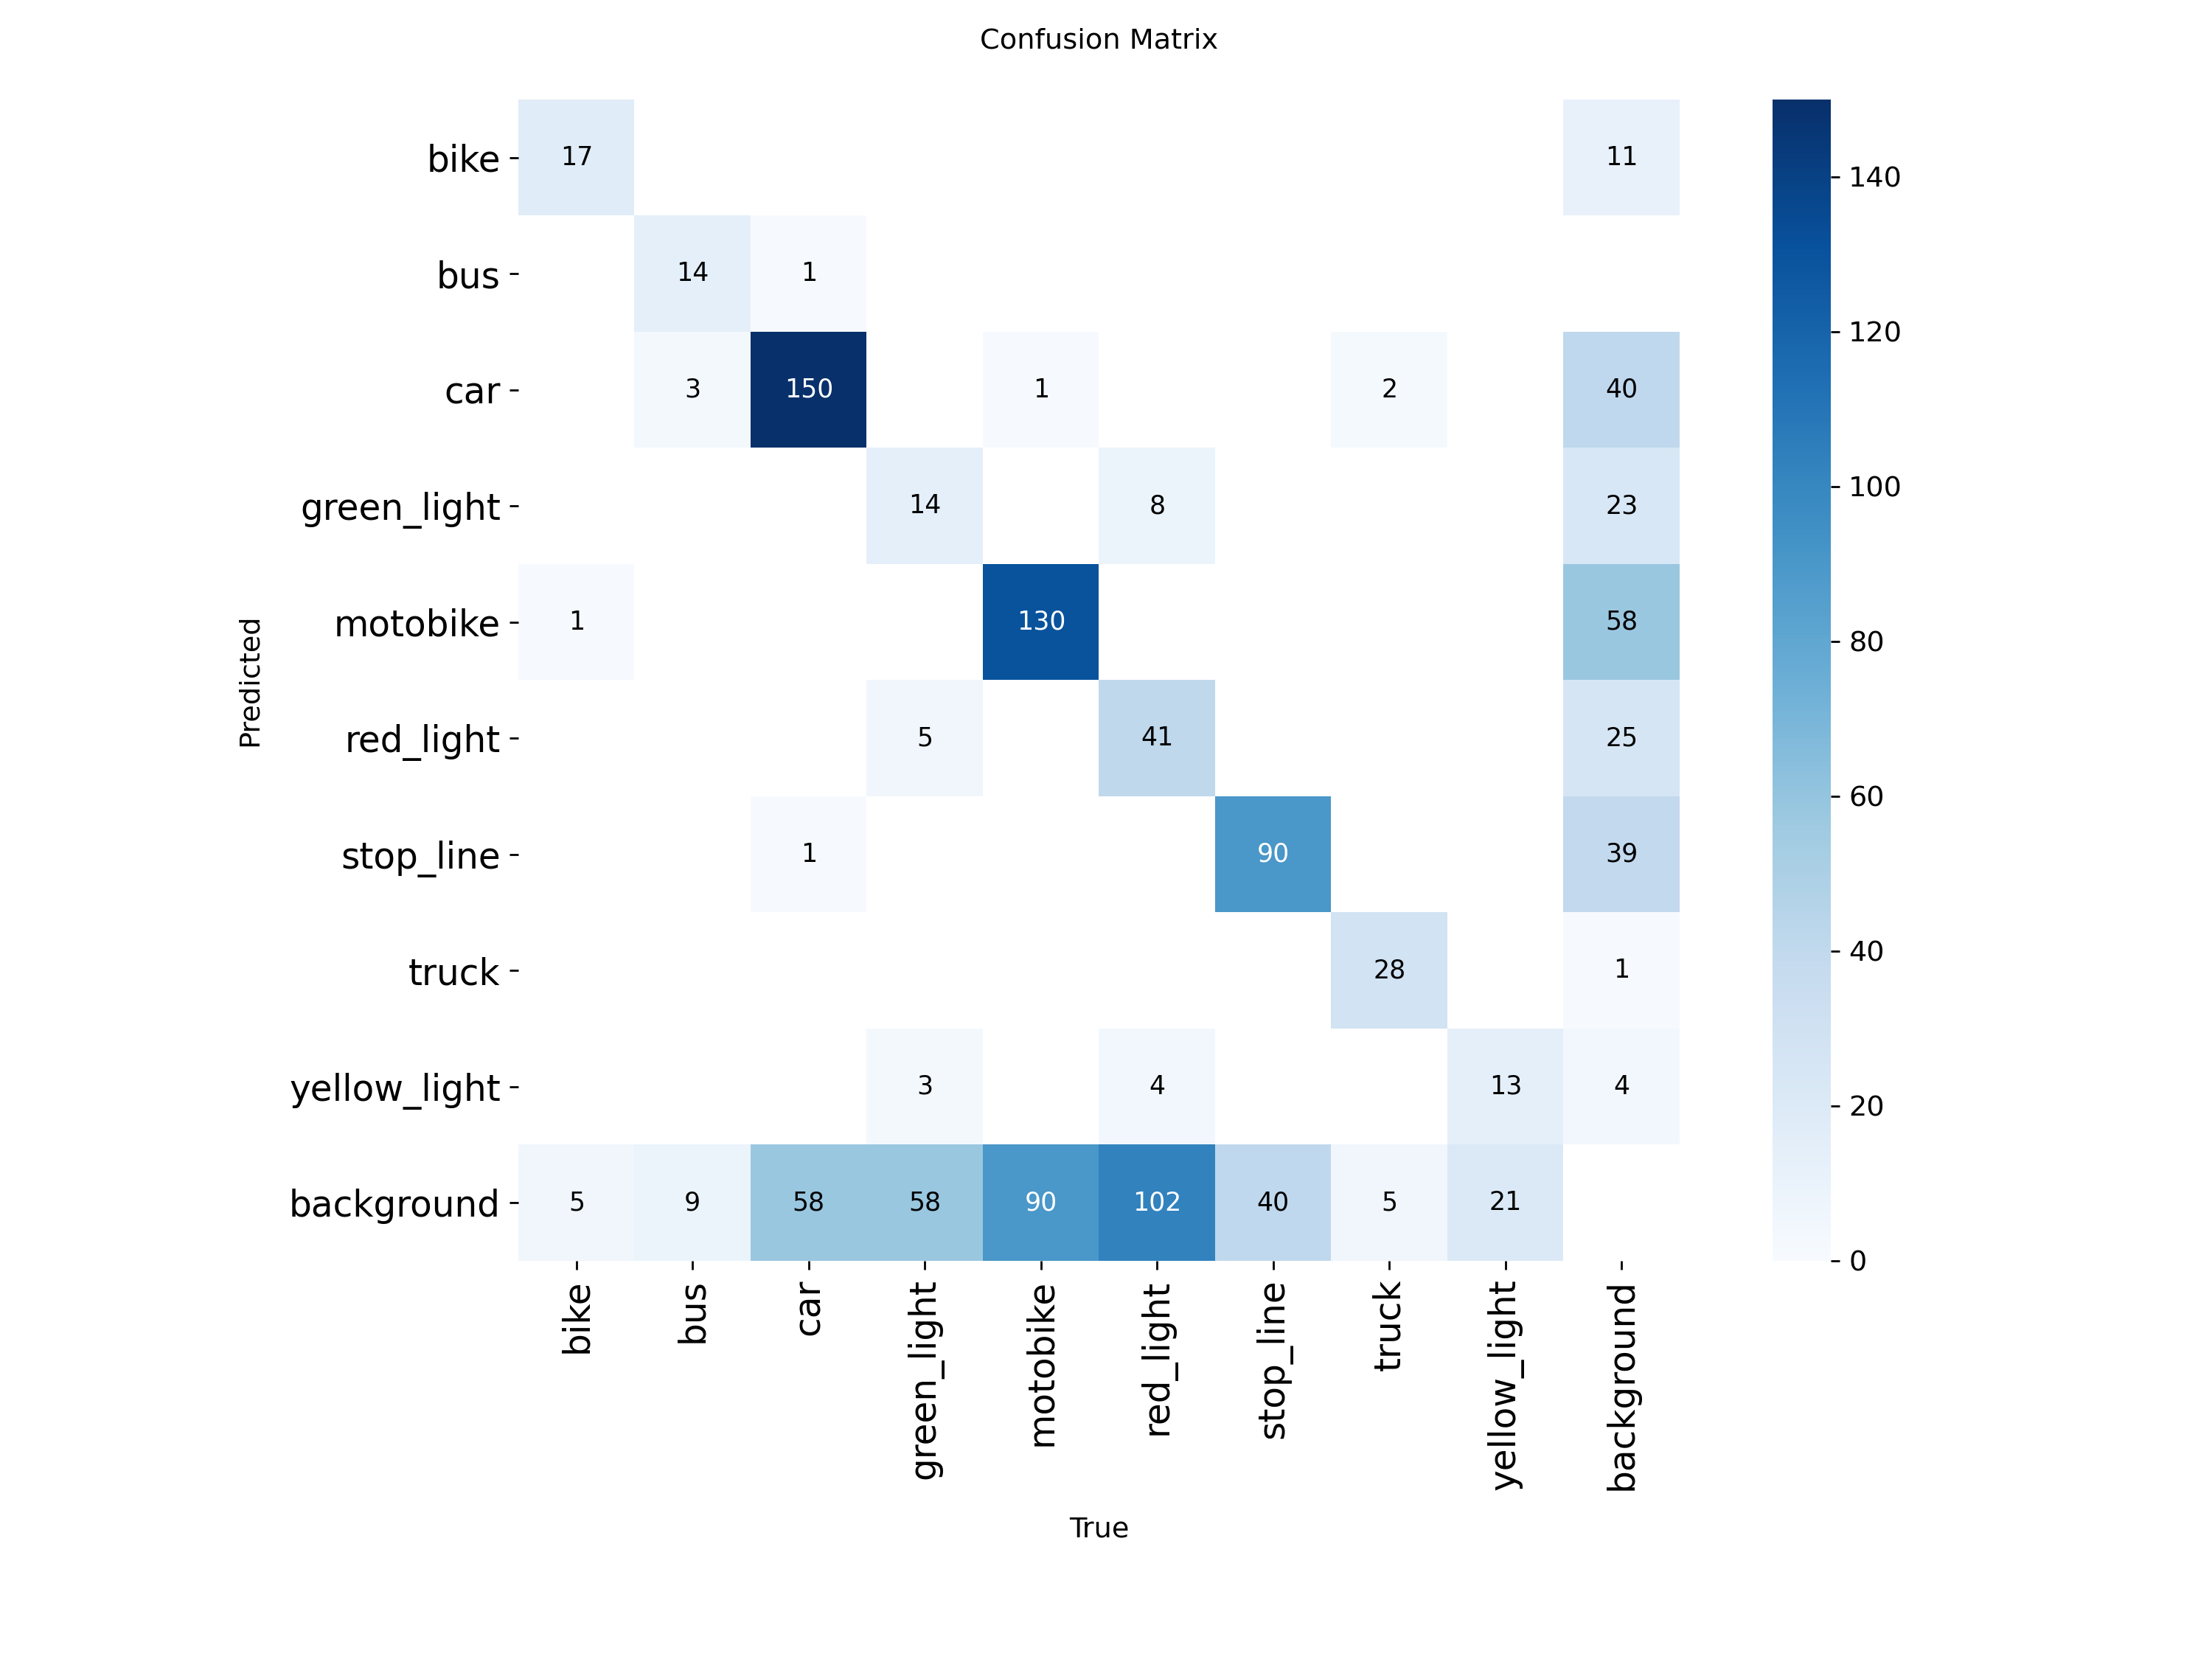 Confusion Matrix
bike 17 11
bus 14 1
car 3 150 1 2 40
green_light 14 8 23
motobike 1 130 58
red_light 5 41 25
stop_line 1 90 39
truck 28 1
yellow_light 3 4 13 4
background 5 9 58 58 90 102 40 5 21
Predicted
bike bus car green_light motobike red_light stop_line truck yellow_light background
True
140
120
100
80
60
40
20
0